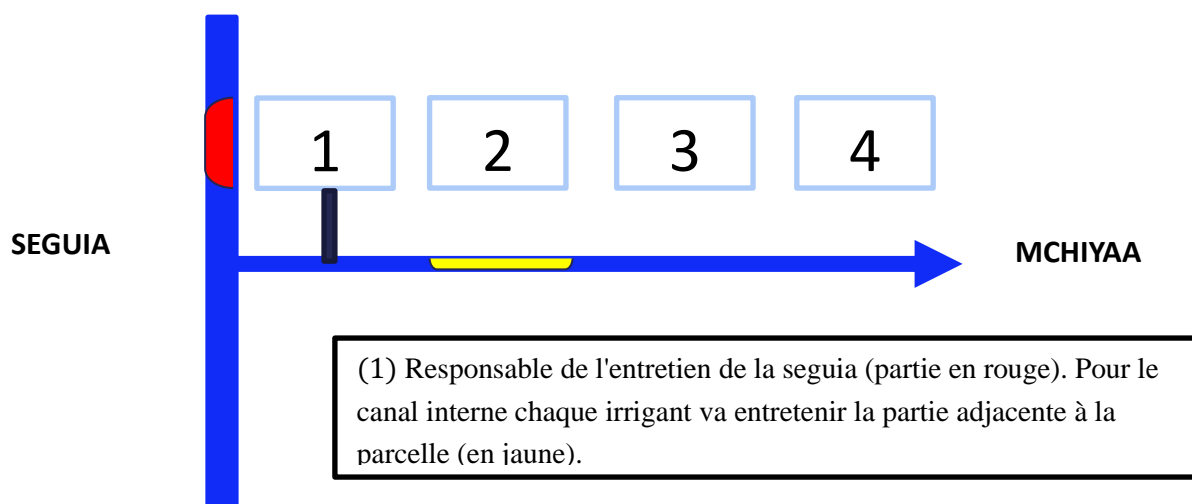 1 2 3 4
SEGUIA MCHIYAA
(1) Responsable de l'entretien de la seguia (partie en rouge). Pour le
canal interne chaque irrigant va entretenir la partie adjacente à la
parcelle (en jaune).